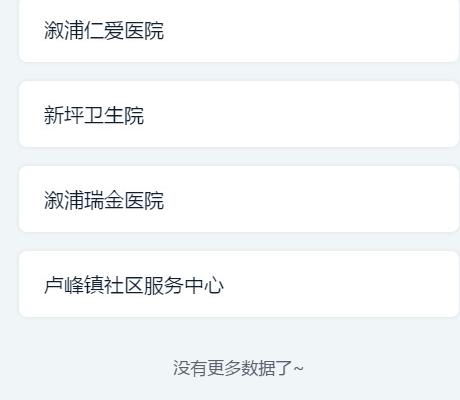 溆浦仁爱医院
新坪卫生院
溆浦瑞金医院
卢峰镇社区服务中心
没有更多数据了~